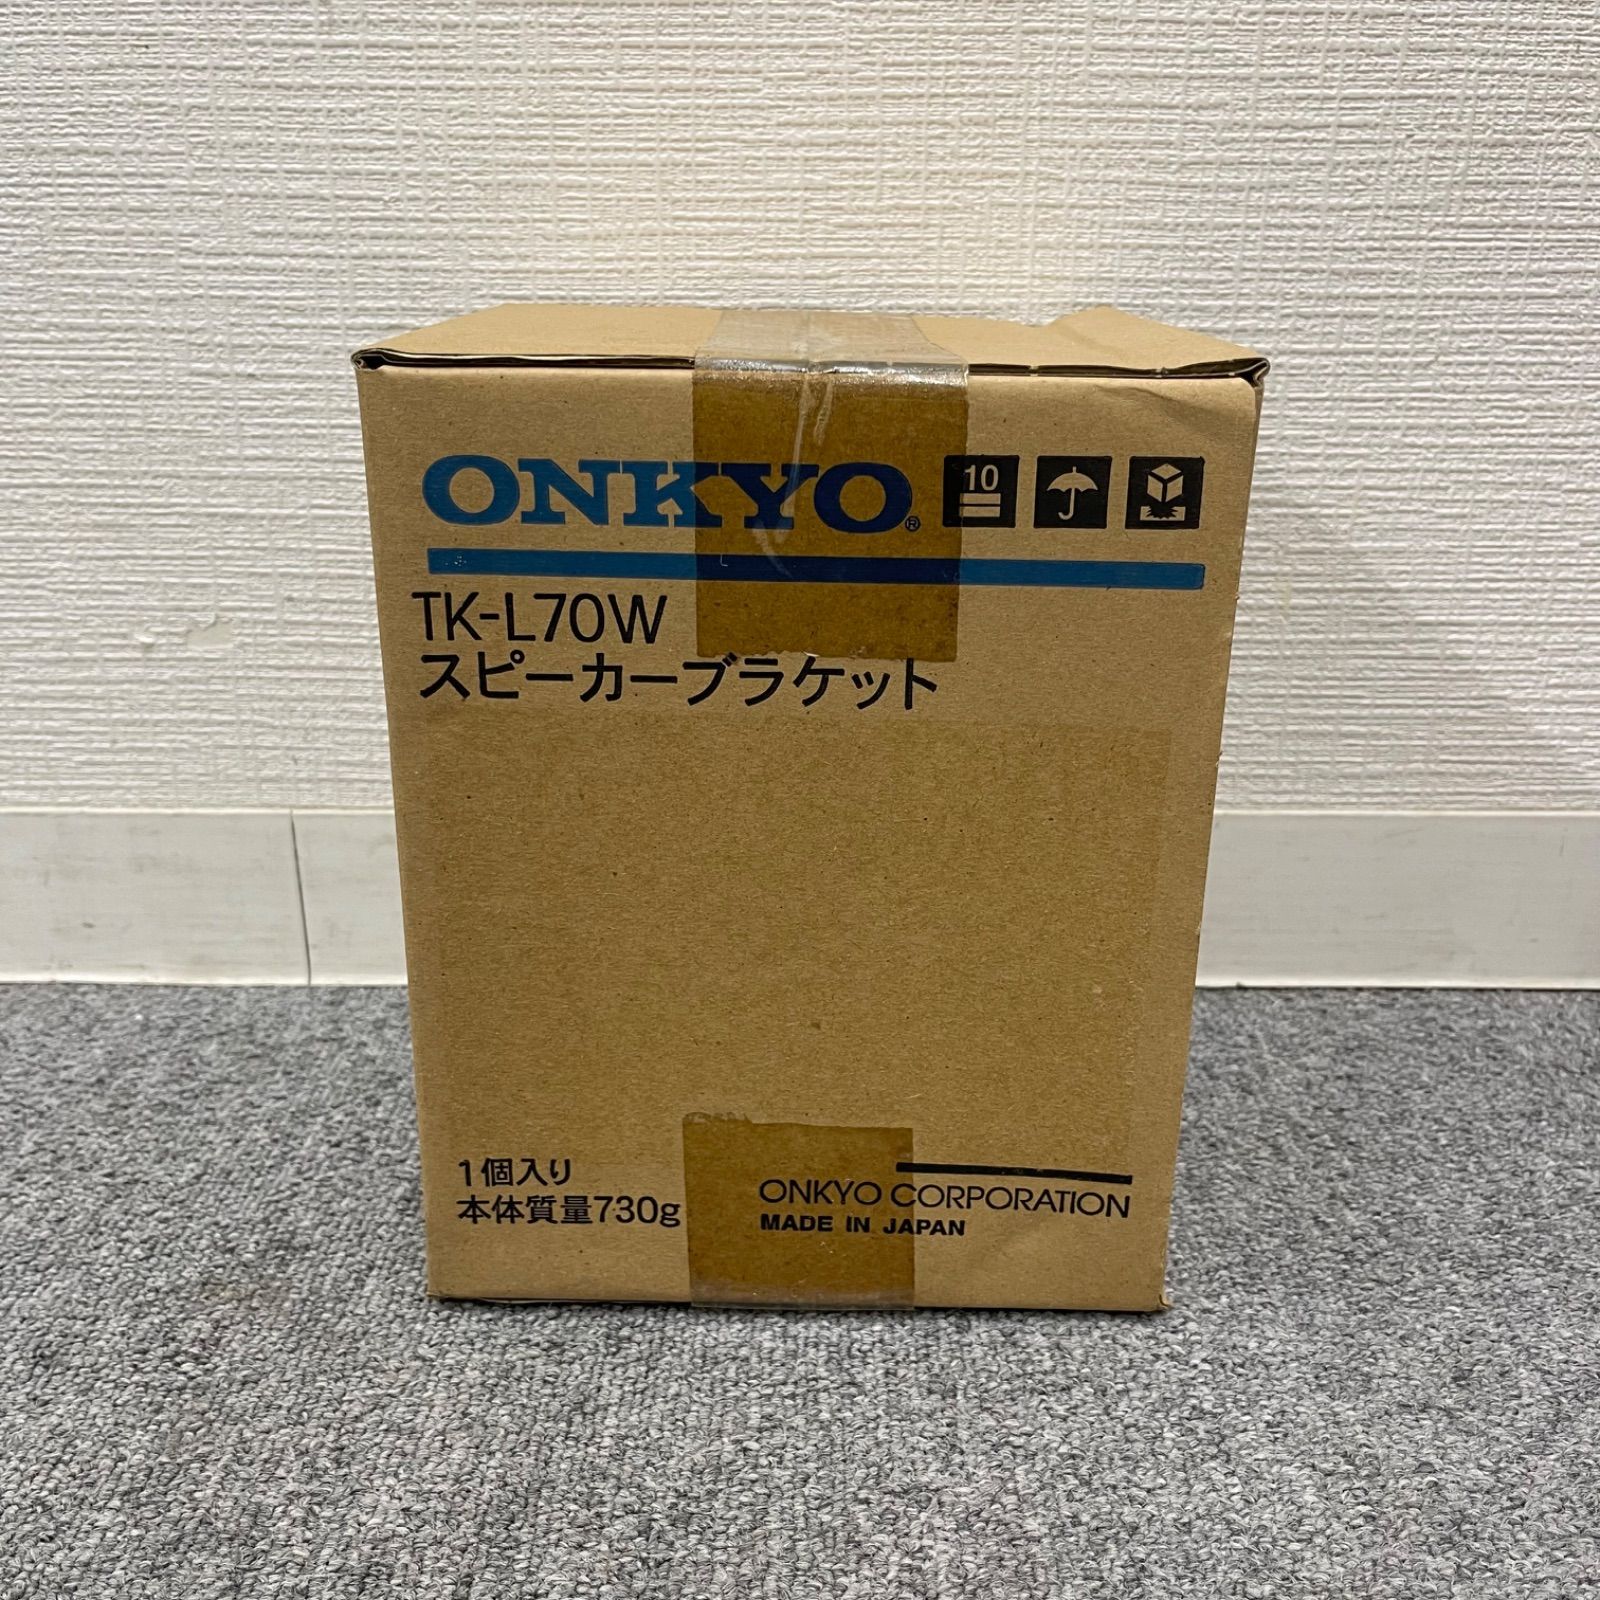 ONKYO®
10
TK-L70W
スピーカーブラケット
1個入り
本体質量730g
ONKYO CORPORATION
MADE IN JAPAN